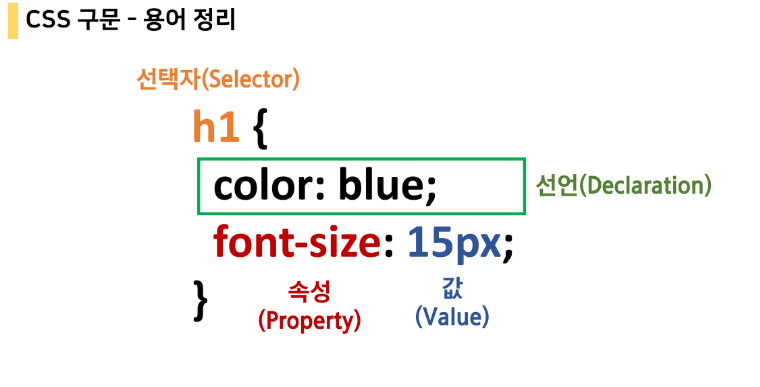 CSS 구문 - 용어 정리
선택자(Selector)
h1 {
color: blue;
선언(Declaration)
font-size: 15px;
}
속성
(Property)
값
(Value)